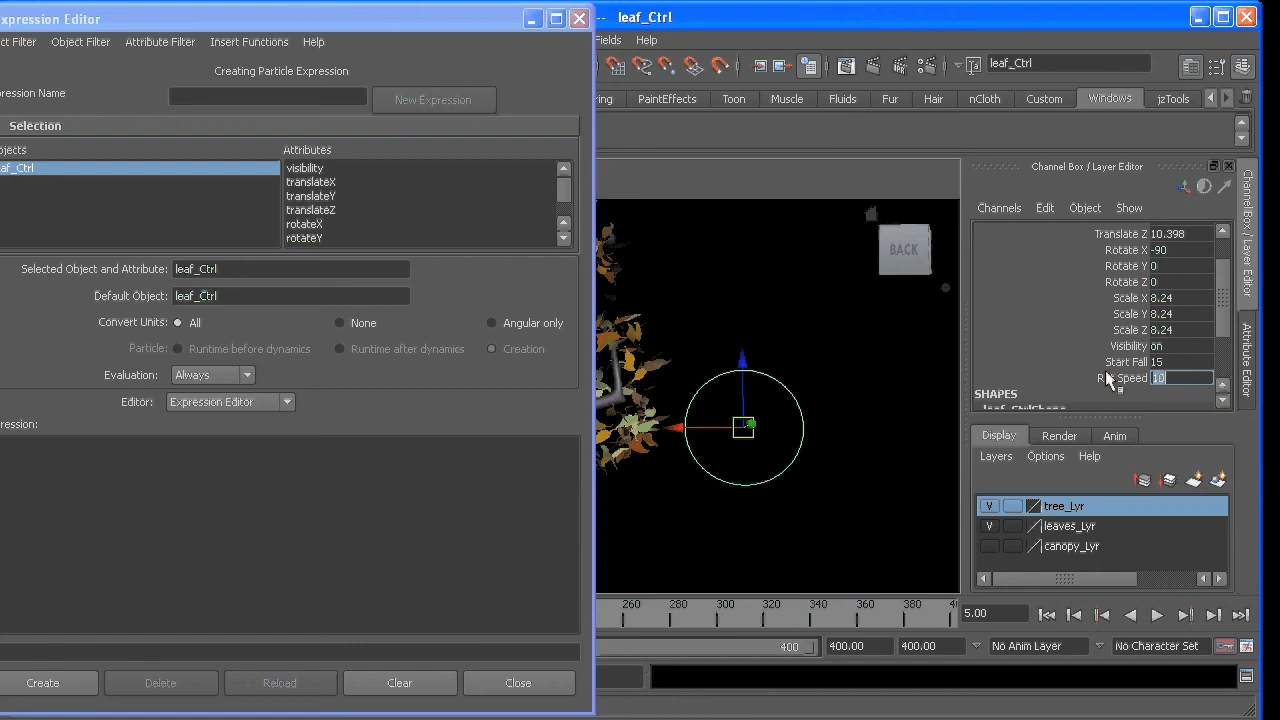 xpression Editor
-- leaf_Ctrl
ct Filter Object Filter Attribute Filter Insert Functions Help
Fields Help
Creating Particle Expression
leaf_Ctrl
pression Name
New Expression
ing PaintEffects Toon Muscle Fluids Fur Hair nCloth Custom Windows jzTools
Selection
bjects
Attributes
eaf_Ctrl
visibility
translateX
translateY
translateZ
rotateX
rotateY
Selected Object and Attribute: leaf_Ctrl
Default Object: leaf_Ctrl
Convert Units: All None Angular only
Particle: Runtime before dynamics Runtime after dynamics Creation
Evaluation: Always
Editor: Expression Editor
ression:
Create Delete Reload Clear Close
BACK
Channel Box / Layer Editor
Channels Edit Object Show
Translate Z 10.398
Rotate X -90
Rotate Y 0
Rotate Z 0
Scale X 8.24
Scale Y 8.24
Scale Z 8.24
Visibility on
Start Fall 15
Speed 10
SHAPES
leaf_CtrlShape
Channel Box / Layer Editor
Attribute Editor
Display Render Anim
Layers Options Help
V tree_Lyr
V leaves_Lyr
canopy_Lyr
260 280 300 320 340 360 380
5.00
400 400.00 400.00 No Anim Layer No Character Set